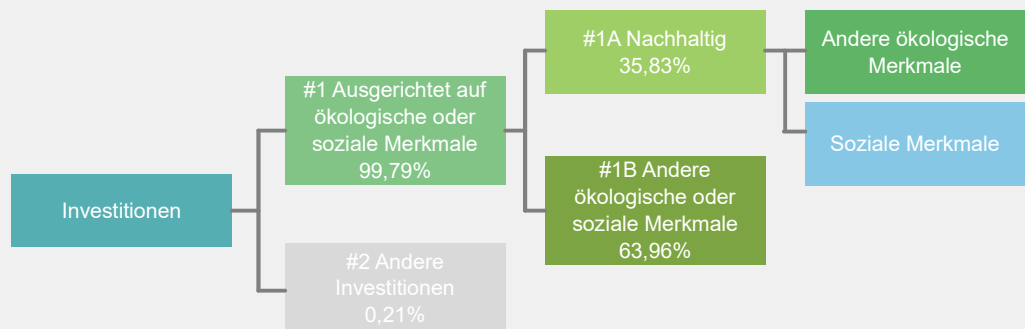 Investitionen
#1 Ausgerichtet auf
ökologische oder
soziale Merkmale
99,79%
#2 Andere
Investitionen
0,21%
#1A Nachhaltig
35,83%
#1B Andere
ökologische oder
soziale Merkmale
63,96%
Andere ökologische
Merkmale
Soziale Merkmale